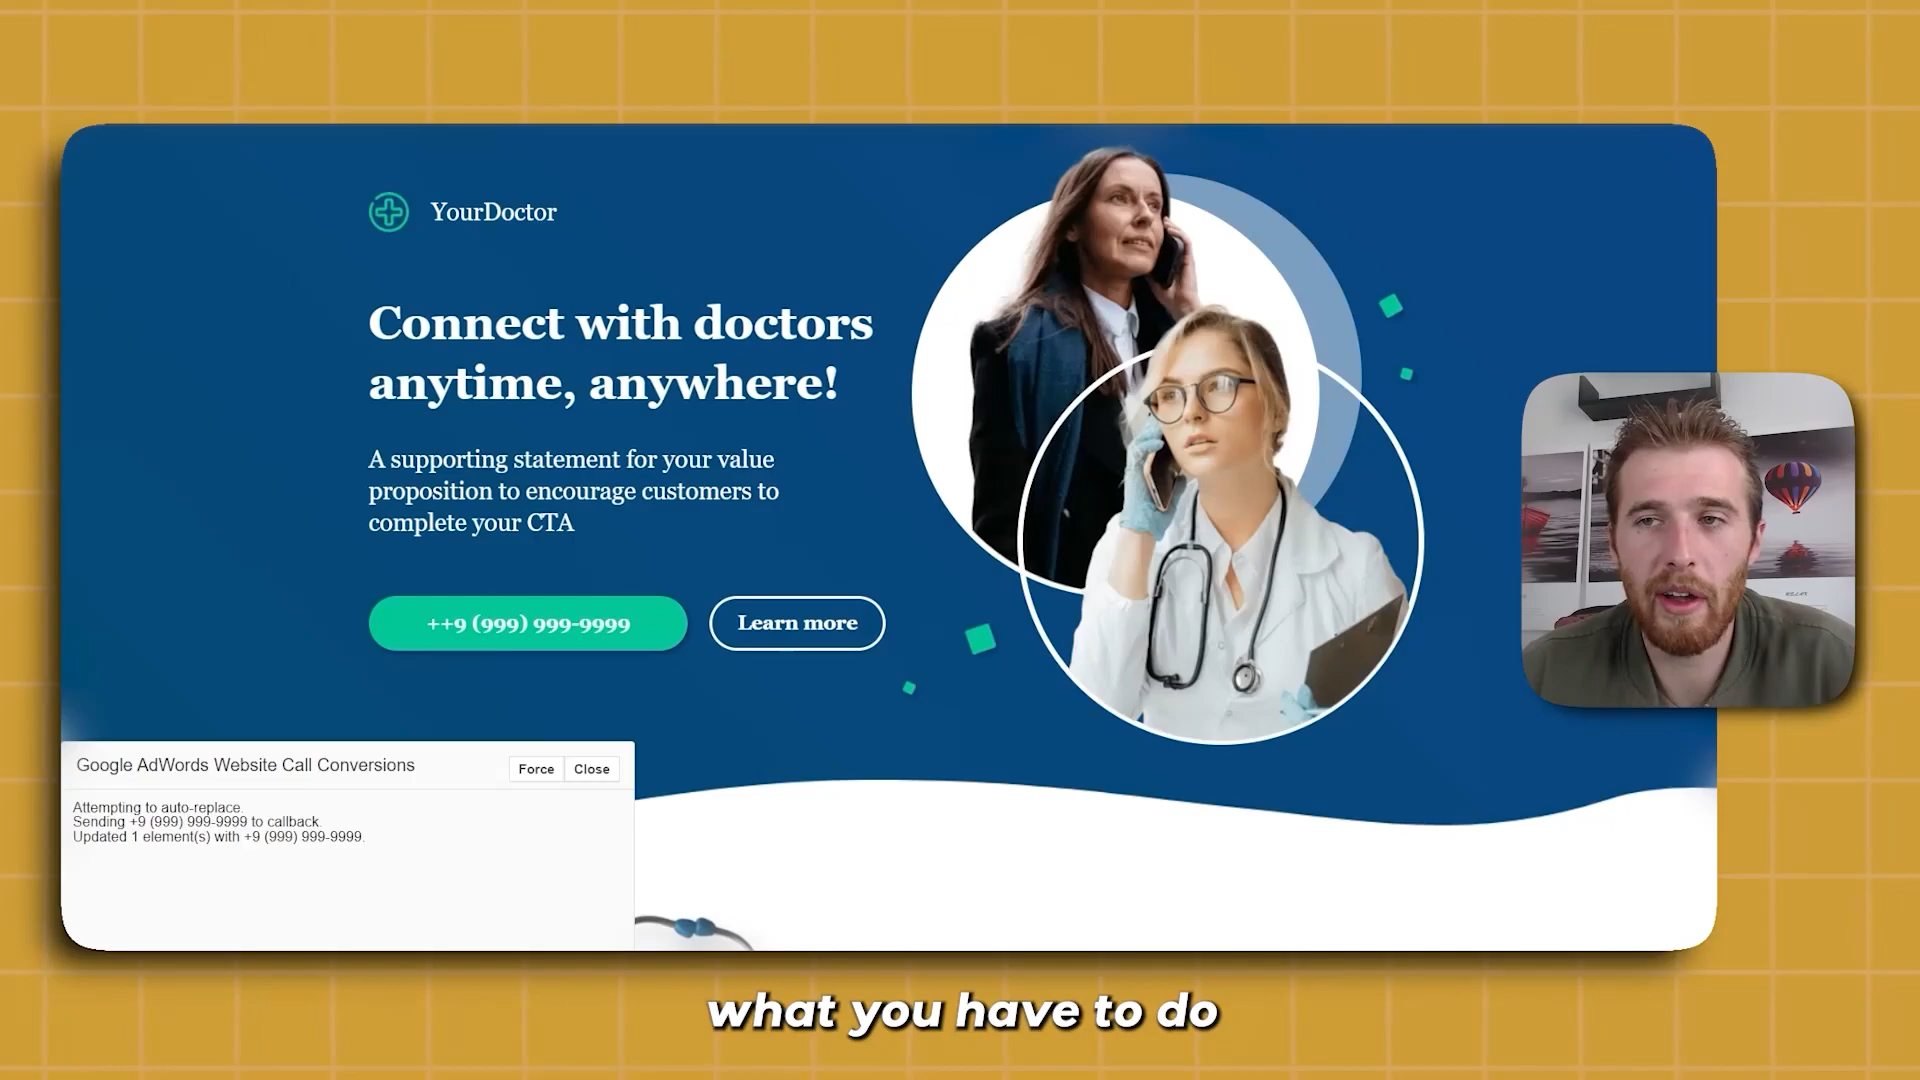 YourDoctor
Connect with doctors
anytime, anywhere!
A supporting statement for your value
proposition to encourage customers to
complete your CTA
++9 (999) 999-9999
Learn more
Google AdWords Website Call Conversions
Force
Close
Attempting to auto-replace.
Sending +9 (999) 999-9999 to callback.
Updated 1 element(s) with +9 (999) 999-9999.
what you have to do